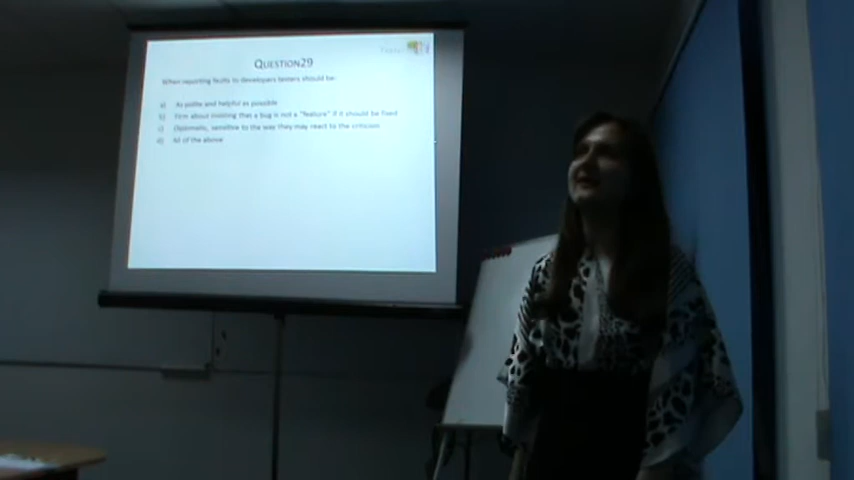 QUESTION29
When reporting faults to developers testers should be:
a) As polite and helpful as possible
b) Firm about insisting that a bug is not a "feature" if it should be fixed
c) Diplomatic, sensitive to the way they may react to the criticism
d) All of the above